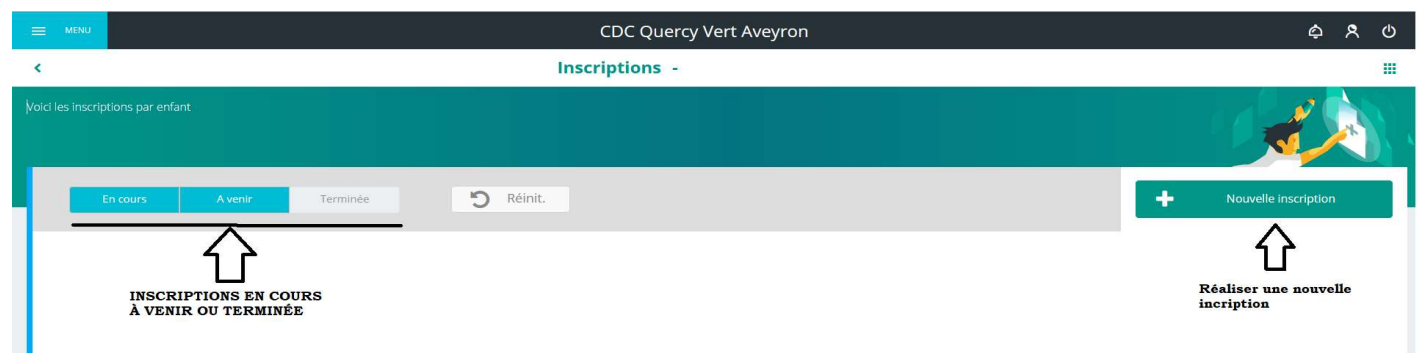 MENU
CDC Quercy Vert Aveyron
Inscriptions -
Voici les inscriptions par enfant
En cours A venir Terminée Réinit. Nouvelle inscription
INSCRIPTIONS EN COURS
À VENIR OU TERMINÉE
Réaliser une nouvelle
incription